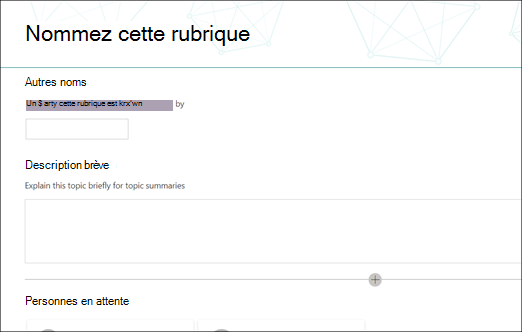 Nommez cette rubrique
Autres noms
Un $ arty cette rubrique est krx'wn by
Description brève
Explain this topic briefly for topic summaries
Personnes en attente